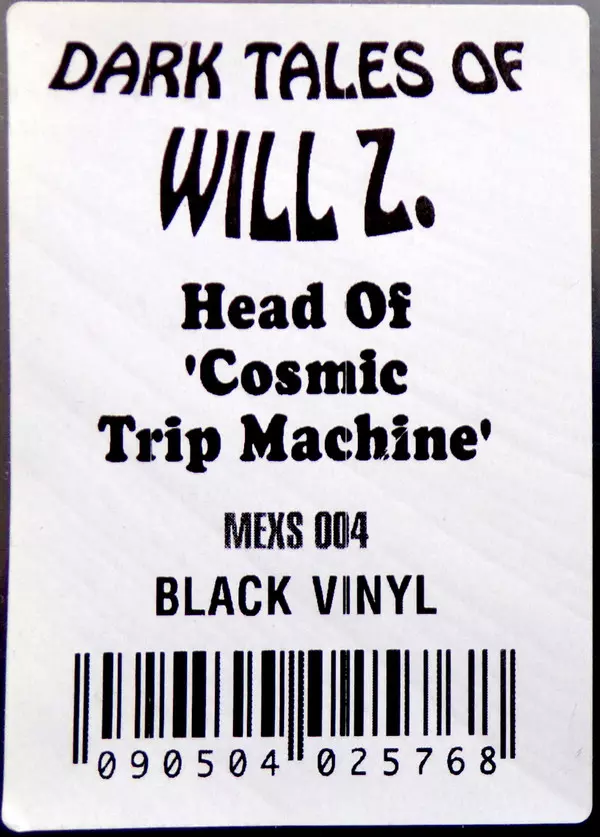 DARK TALES OF
WILL Z.
Head Of
'Cosmic
Trip Machine'
MEXS 004
BLACK VINYL
090504 025768